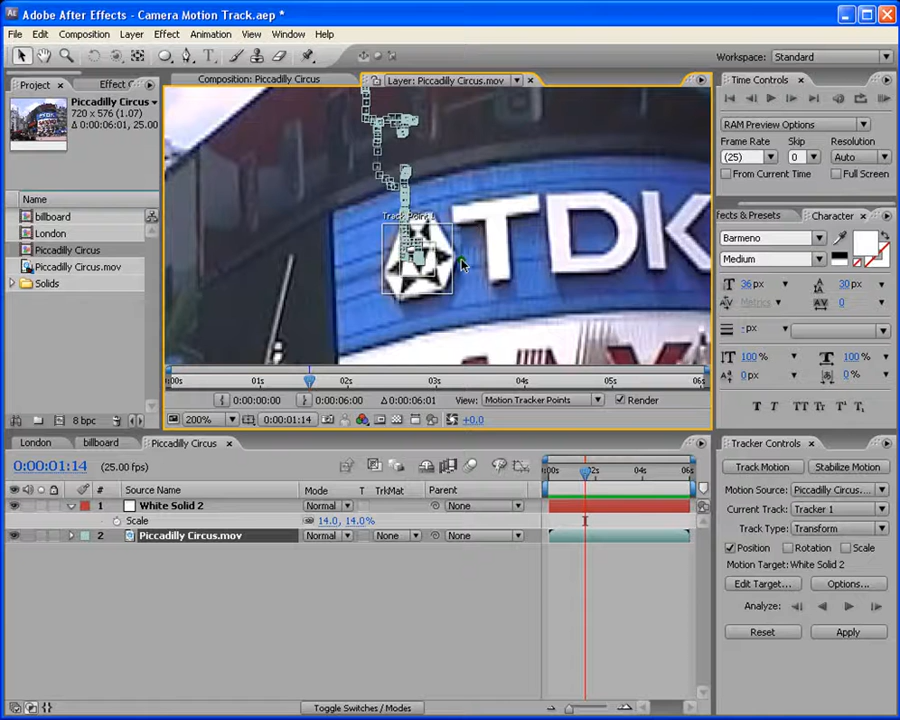 Adobe After Effects - Camera Motion Track.aep *
File Edit Composition Layer Effect Animation View Window Help
Workspace: Standard
Project Effect C
Piccadilly Circus
720 x 576 (1.07)
Δ 0:00:06:01, 25.00
Name
billboard
London
Piccadilly Circus
Piccadilly Circus.mov
Solids
8 bpc
Composition: Piccadilly Circus
Layer: Piccadilly Circus.mov
Track Point 1
TDK
:00s 01s 02s 03s 04s 05s 06s
0:00:00:00 0:00:06:00 Δ 0:00:06:01 View: Motion Tracker Points Render
200% 0:00:01:14 +0.0
Time Controls
RAM Preview Options
Frame Rate Skip Resolution
(25) 0 Auto
From Current Time Full Screen
ffects & Presets Character
Barmeno
Medium
36 px 30 px
Metrics 0
- px
100 % 100 %
0 px 0 %
T T TT Tr T¹ T₁
London billboard Piccadilly Circus
0:00:01:14 (25.00 fps)
# Source Name Mode T TrkMat Parent
:00s 02s 04s 06s
1 White Solid 2 Normal None
Scale 14.0, 14.0%
2 Piccadilly Circus.mov Normal None None
Toggle Switches / Modes
Tracker Controls
Track Motion Stabilize Motion
Motion Source: Piccadilly Circus....
Current Track: Tracker 1
Track Type: Transform
Position Rotation Scale
Motion Target: White Solid 2
Edit Target... Options...
Analyze:
Reset Apply